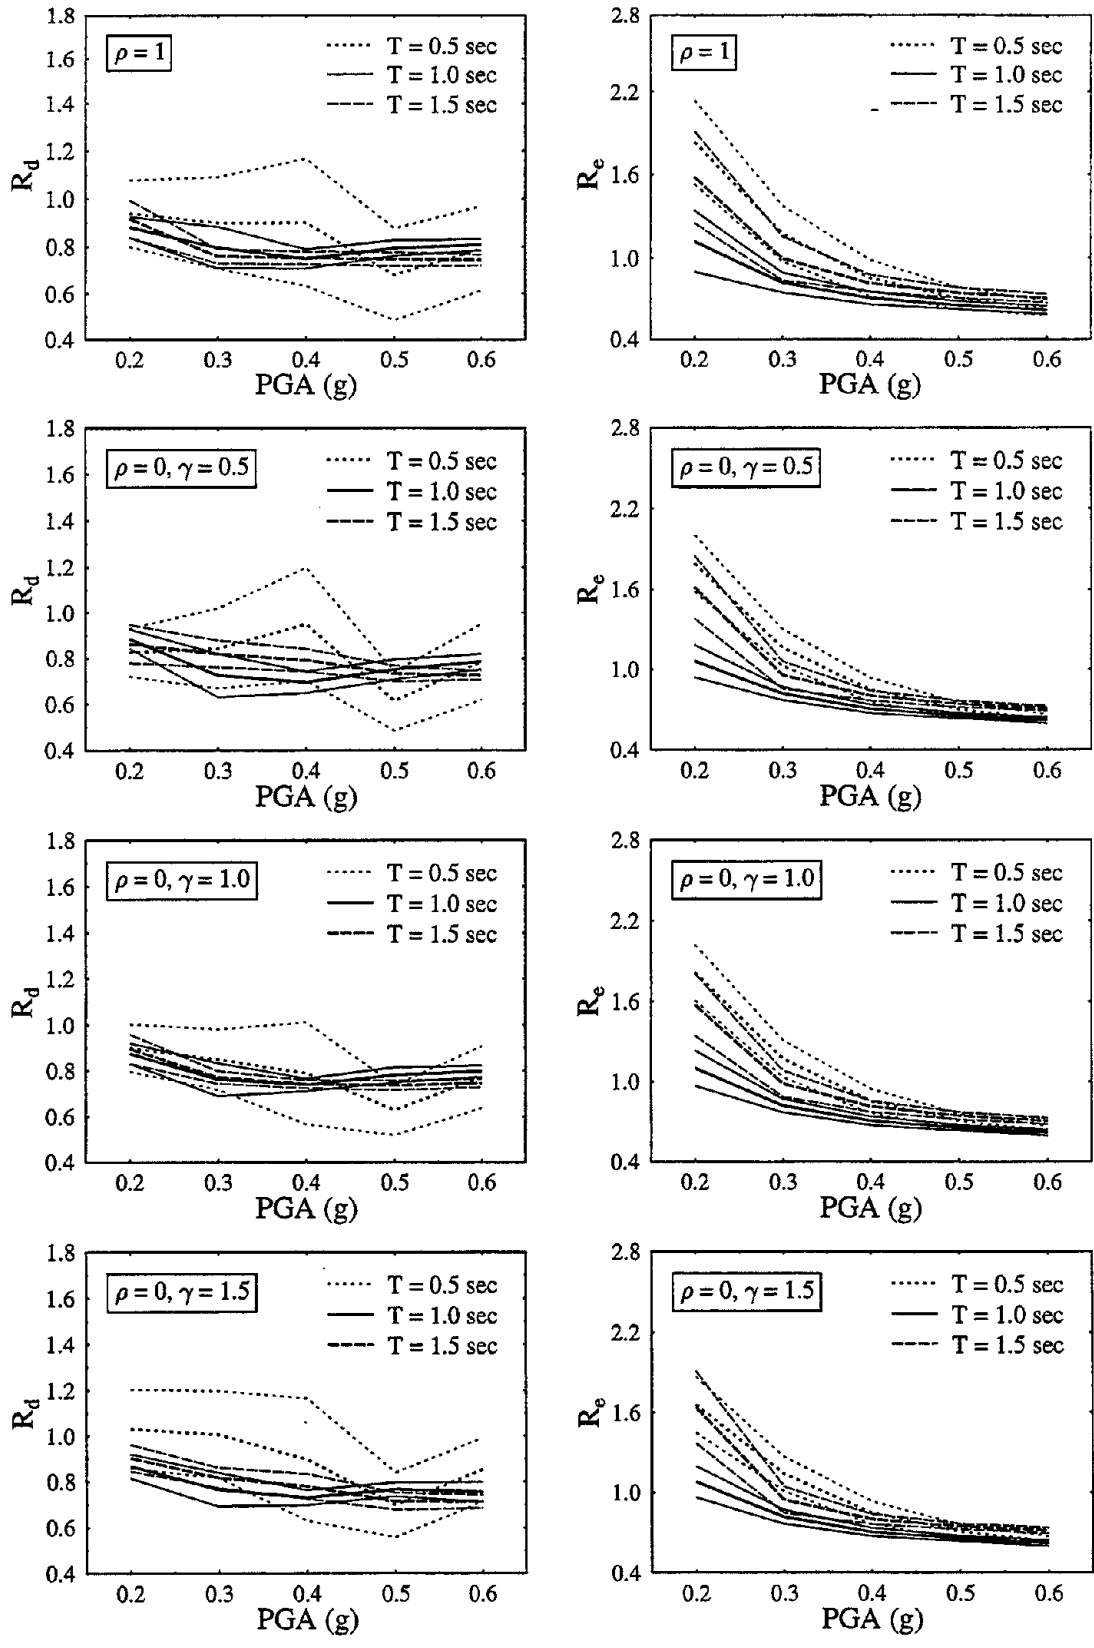 1.8
1.6
1.4
1.2
1.0
0.8
0.6
0.4
R_d
ρ = 1
T = 0.5 sec
T = 1.0 sec
T = 1.5 sec
0.2 0.3 0.4 0.5 0.6
PGA (g)
2.8
2.2
1.6
1.0
0.4
R_e
ρ = 1
T = 0.5 sec
T = 1.0 sec
T = 1.5 sec
0.2 0.3 0.4 0.5 0.6
PGA (g)
1.8
1.6
1.4
1.2
1.0
0.8
0.6
0.4
R_d
ρ = 0, γ = 0.5
T = 0.5 sec
T = 1.0 sec
T = 1.5 sec
0.2 0.3 0.4 0.5 0.6
PGA (g)
2.8
2.2
1.6
1.0
0.4
R_e
ρ = 0, γ = 0.5
T = 0.5 sec
T = 1.0 sec
T = 1.5 sec
0.2 0.3 0.4 0.5 0.6
PGA (g)
1.8
1.6
1.4
1.2
1.0
0.8
0.6
0.4
R_d
ρ = 0, γ = 1.0
T = 0.5 sec
T = 1.0 sec
T = 1.5 sec
0.2 0.3 0.4 0.5 0.6
PGA (g)
2.8
2.2
1.6
1.0
0.4
R_e
ρ = 0, γ = 1.0
T = 0.5 sec
T = 1.0 sec
T = 1.5 sec
0.2 0.3 0.4 0.5 0.6
PGA (g)
1.8
1.6
1.4
1.2
1.0
0.8
0.6
0.4
R_d
ρ = 0, γ = 1.5
T = 0.5 sec
T = 1.0 sec
T = 1.5 sec
0.2 0.3 0.4 0.5 0.6
PGA (g)
2.8
2.2
1.6
1.0
0.4
R_e
ρ = 0, γ = 1.5
T = 0.5 sec
T = 1.0 sec
T = 1.5 sec
0.2 0.3 0.4 0.5 0.6
PGA (g)